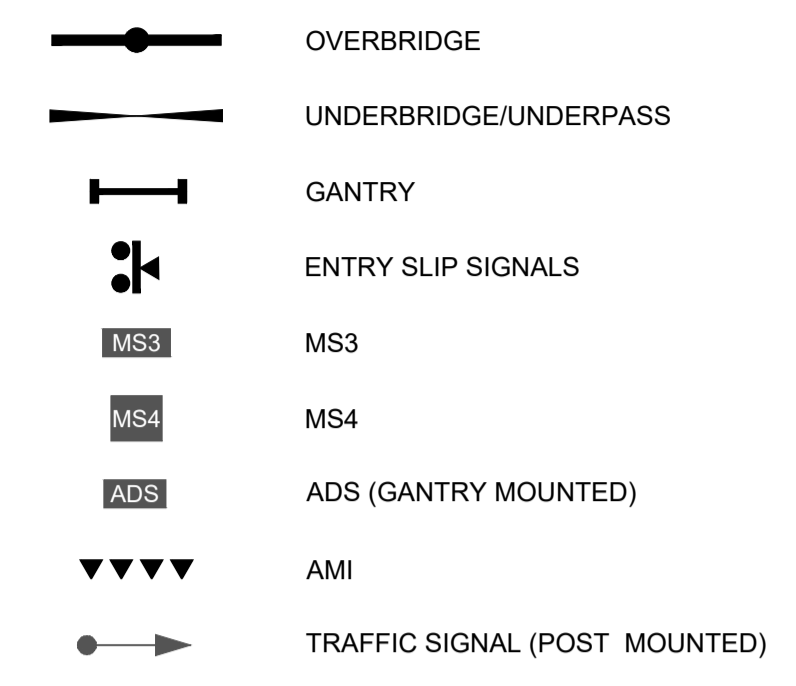 OVERBRIDGE
UNDERBRIDGE/UNDERPASS
GANTRY
ENTRY SLIP SIGNALS
MS3 MS3
MS4 MS4
ADS ADS (GANTRY MOUNTED)
AMI
TRAFFIC SIGNAL (POST MOUNTED)